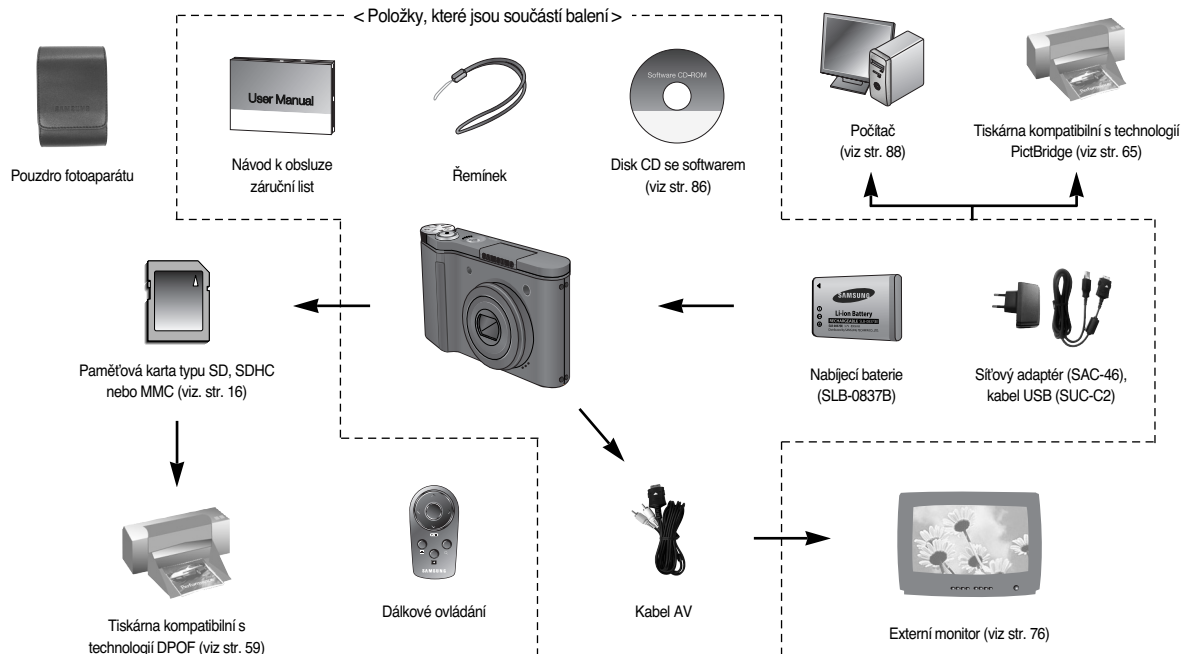 < Položky, které jsou součástí balení >
SAMSUNG
User Manual
Software CD-ROM
Pouzdro fotoaparátu
Návod k obsluze
záruční list
Řemínek
Disk CD se softwarem
(viz str. 86)
Počítač
(viz str. 88)
Tiskárna kompatibilní s technologií
PictBridge (viz str. 65)
SAMSUNG
Li-ion Battery
Paměťová karta typu SD, SDHC
nebo MMC (viz. str. 16)
Nabíjecí baterie
(SLB-0837B)
Síťový adaptér (SAC-46),
kabel USB (SUC-C2)
SAMSUNG
Tiskárna kompatibilní s
technologií DPOF (viz str. 59)
Dálkové ovládání
Kabel AV
Externí monitor (viz str. 76)